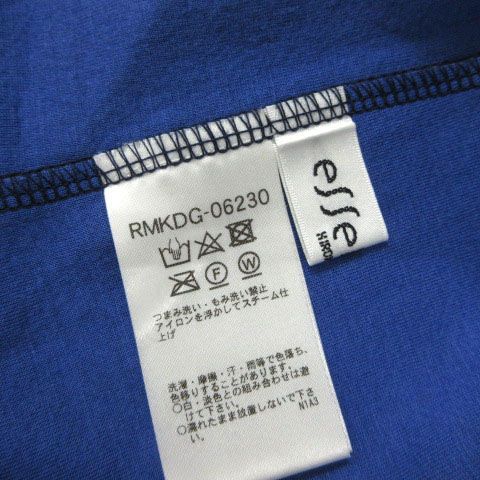 RMKDG-06230
つまみ洗い・もみ洗い禁止
アイロンを浮かしてスチーム仕
上げ
洗濯・摩擦・汗・雨等で色落ち、
色移りすることがあります。
○白・淡色との組み合わせは避
けて下さい。
○濡れたまま放置しないで下さい
N1A3
esse